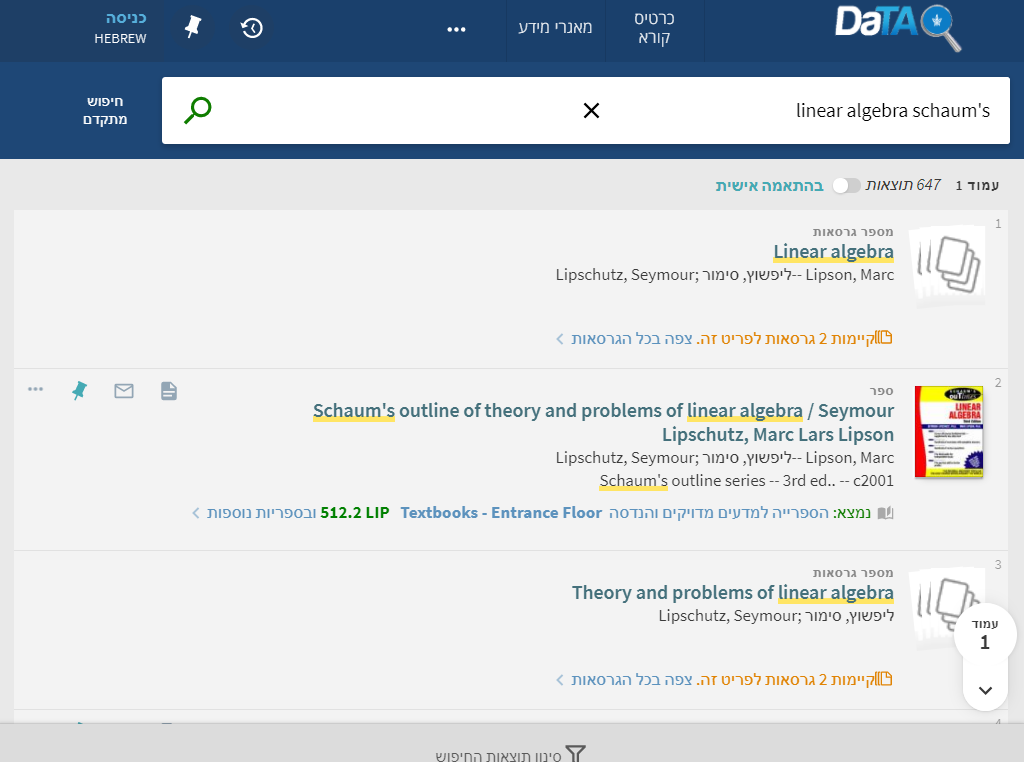 DaTA
כרטיס
קורא
מאגרי מידע
•••
כניסה
HEBREW
linear algebra schaum's
חיפוש
מתקדם
עמוד 1 647 תוצאות בהתאמה אישית
1
מספר גרסאות
Linear algebra
Lipschutz, Seymour; ליפשוץ, סימור-- Lipson, Marc
קיימות 2 גרסאות לפריט זה. צפה בכל הגרסאות
2
ספר
Schaum's outline of theory and problems of linear algebra / Seymour
Lipschutz, Marc Lars Lipson
Lipschutz, Seymour; ליפשוץ, סימור-- Lipson, Marc
Schaum's outline series -- 3rd ed.. -- c2001
נמצא: הספרייה למדעים מדויקים והנדסה Textbooks - Entrance Floor 512.2 LIP ובספריות נוספות
SCHAUM'S
OUTLINES
LINEAR
ALGEBRA
3
מספר גרסאות
Theory and problems of linear algebra
Lipschutz, Seymour; ליפשוץ, סימור
קיימות 2 גרסאות לפריט זה. צפה בכל הגרסאות
עמוד
1
4
סינון תוצאות החיפוש